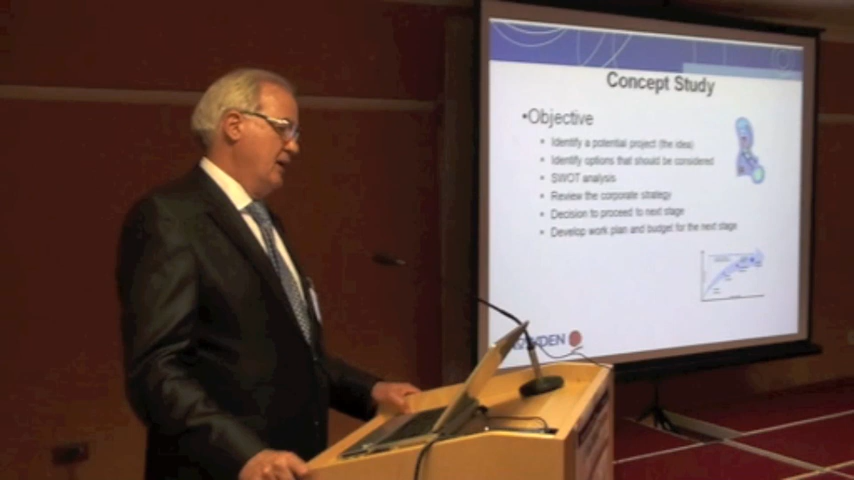 Concept Study
•Objective
• Identify a potential project (the idea)
• Identify options that should be considered
• SWOT analysis
• Review the corporate strategy
• Decision to proceed to next stage
• Develop work plan and budget for the next stage